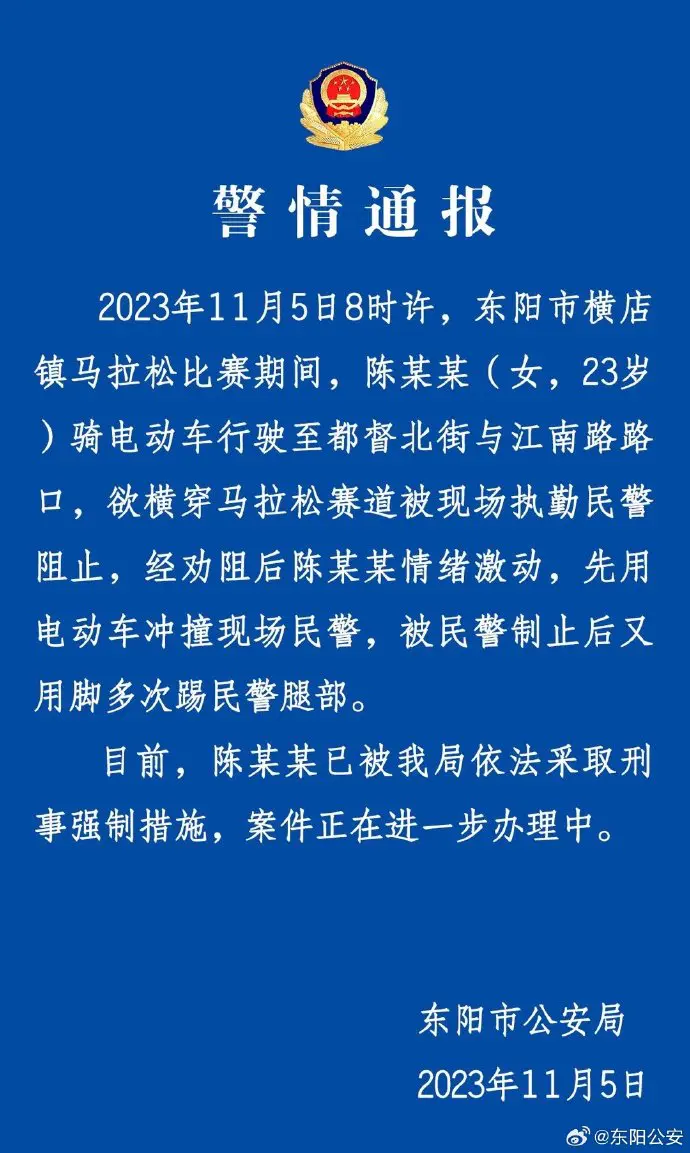 警情通报
2023年11月5日8时许，东阳市横店
镇马拉松比赛期间，陈某某（女，23岁
）骑电动车行驶至都督北街与江南路路
口，欲横穿马拉松赛道被现场执勤民警
阻止，经劝阻后陈某某情绪激动，先用
电动车冲撞现场民警，被民警制止后又
用脚多次踢民警腿部。
目前，陈某某已被我局依法采取刑
事强制措施，案件正在进一步办理中。
东阳市公安局
2023年11月5日
@东阳公安